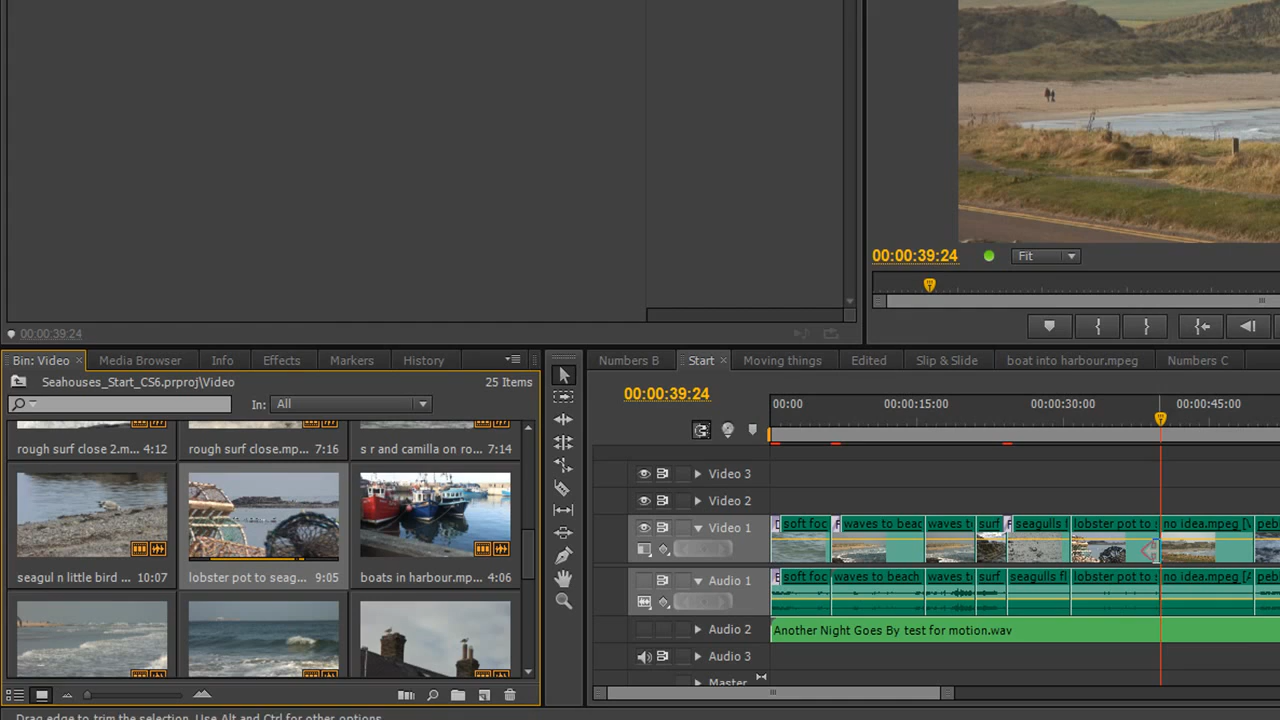 00:00:39:24
Fit
00:00:39:24
Bin: Video
Media Browser
Info
Effects
Markers
History
Seahouses_Start_CS6.prproj\Video
25 Items
In:
All
rough surf close 2.m... 4:12
rough surf close.mp... 7:16
s r and camilla on ro... 7:14
seagul n little bird ... 10:07
lobster pot to seag... 9:05
boats in harbour.mp... 4:06
Numbers B
Start
Moving things
Edited
Slip & Slide
boat into harbour.mpeg
Numbers C
00:00:39:24
00:00
00:00:15:00
00:00:30:00
00:00:45:00
Video 3
Video 2
Video 1
soft foc
waves to beac
waves to
surf
seagulls f
lobster pot to s
no idea.mpeg [V
peb
Audio 1
soft foc
waves to beach
waves to
surf
seagulls fl
lobster pot to s
no idea.mpeg [A
peb
Audio 2
Another Night Goes By test for motion.wav
Audio 3
Master
Drag edge to trim the selection. Use Alt and Ctrl for other options.